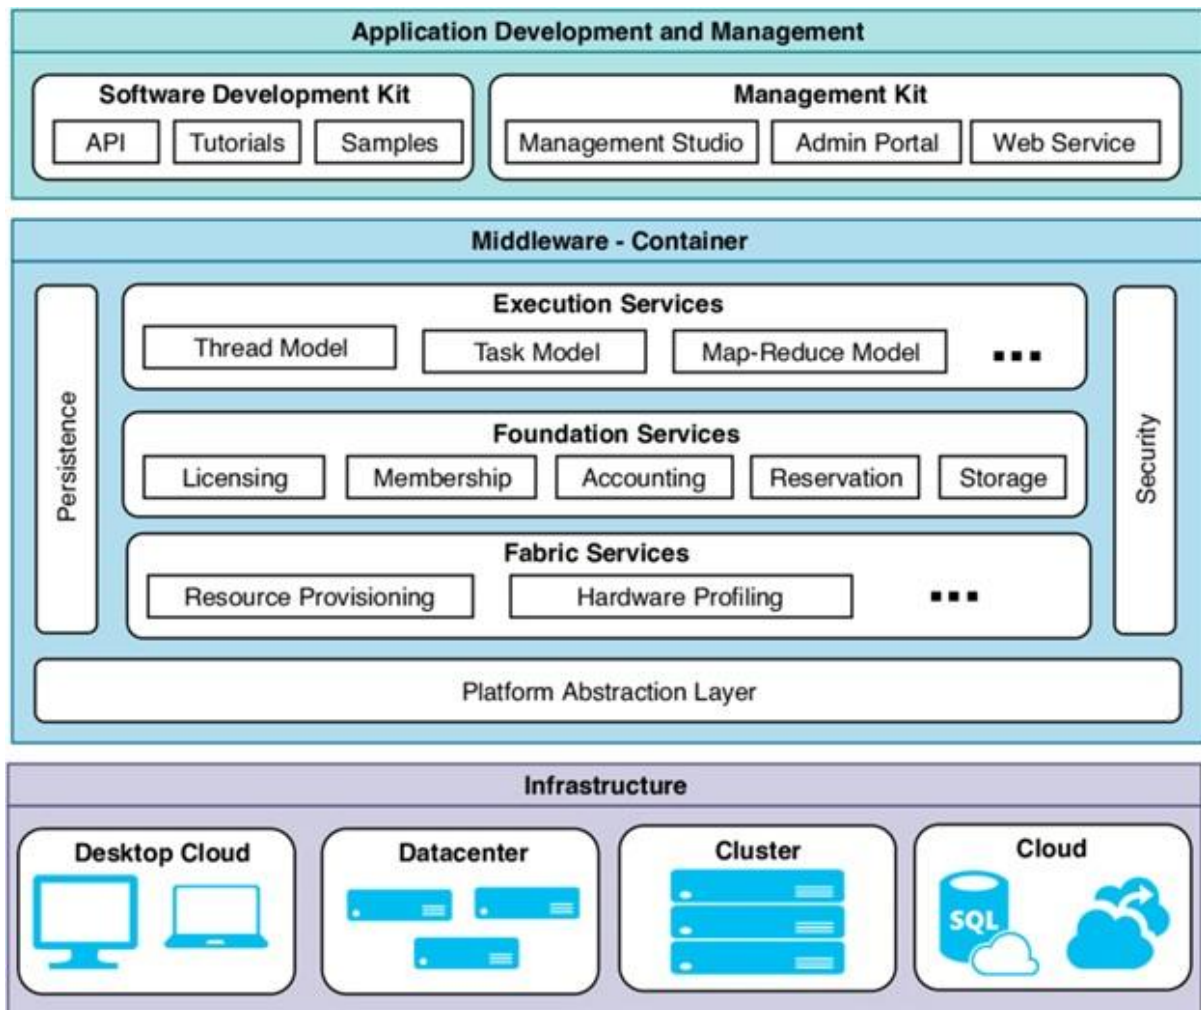 Application Development and Management
Software Development Kit
API Tutorials Samples
Management Kit
Management Studio Admin Portal Web Service
Middleware - Container
Persistence
Execution Services
Thread Model Task Model Map-Reduce Model ...
Foundation Services
Licensing Membership Accounting Reservation Storage
Fabric Services
Resource Provisioning Hardware Profiling ...
Security
Platform Abstraction Layer
Infrastructure
Desktop Cloud
Datacenter
Cluster
Cloud
SQL